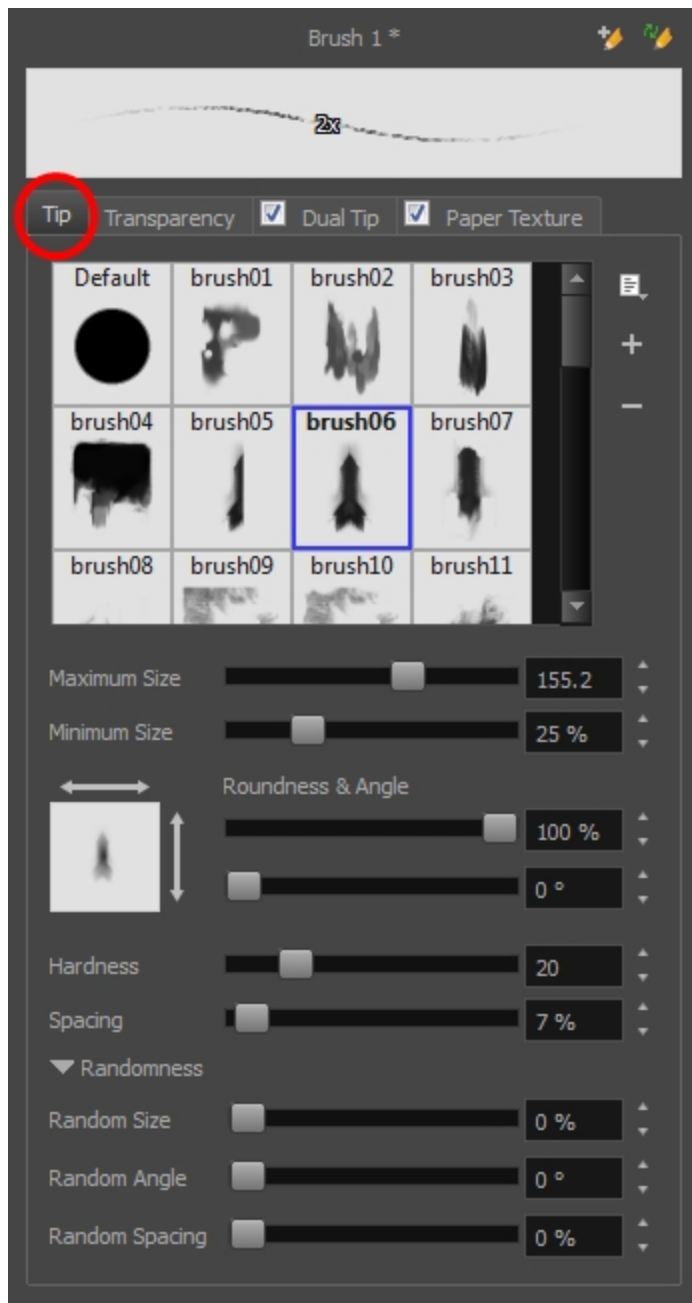 Brush 1 *
2x
Tip Transparency Dual Tip Paper Texture
Default brush01 brush02 brush03
brush04 brush05 brush06 brush07
brush08 brush09 brush10 brush11
Maximum Size 155.2
Minimum Size 25 %
Roundness & Angle
100 %
0 °
Hardness 20
Spacing 7 %
Randomness
Random Size 0 %
Random Angle 0 °
Random Spacing 0 %